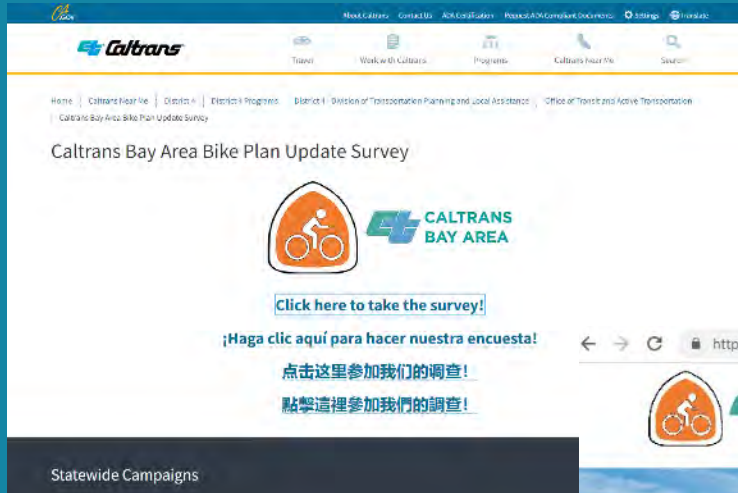 CA.GOV
About Caltrans Contact Us ADA Certification Request ADA Compliant Documents Settings Translate
Caltrans
Travel Work with Caltrans Programs Caltrans Near Me Search
Home | Caltrans Near Me | District 4 | District 4 Programs | District 4 - Division of Transportation Planning and Local Assistance | Office of Transit and Active Transportation
| Caltrans Bay Area Bike Plan Update Survey
Caltrans Bay Area Bike Plan Update Survey
CALTRANS
BAY AREA
Click here to take the survey!
¡Haga clic aquí para hacer nuestra encuesta!
http
点击这里参加我们的调查!
點擊這裡參加我們的調查!
Statewide Campaigns